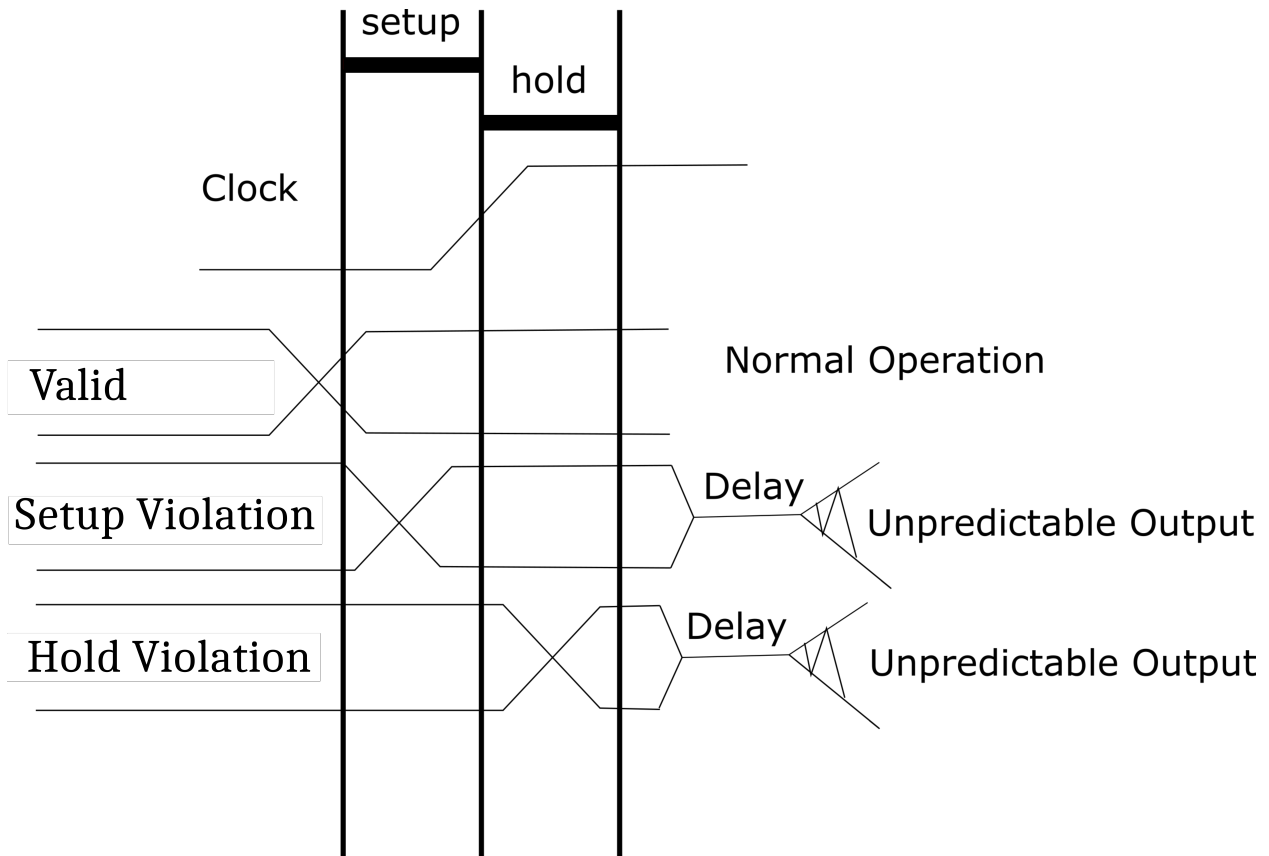 setup
hold
Clock
Valid
Normal Operation
Setup Violation
Delay
Unpredictable Output
Hold Violation
Delay
Unpredictable Output